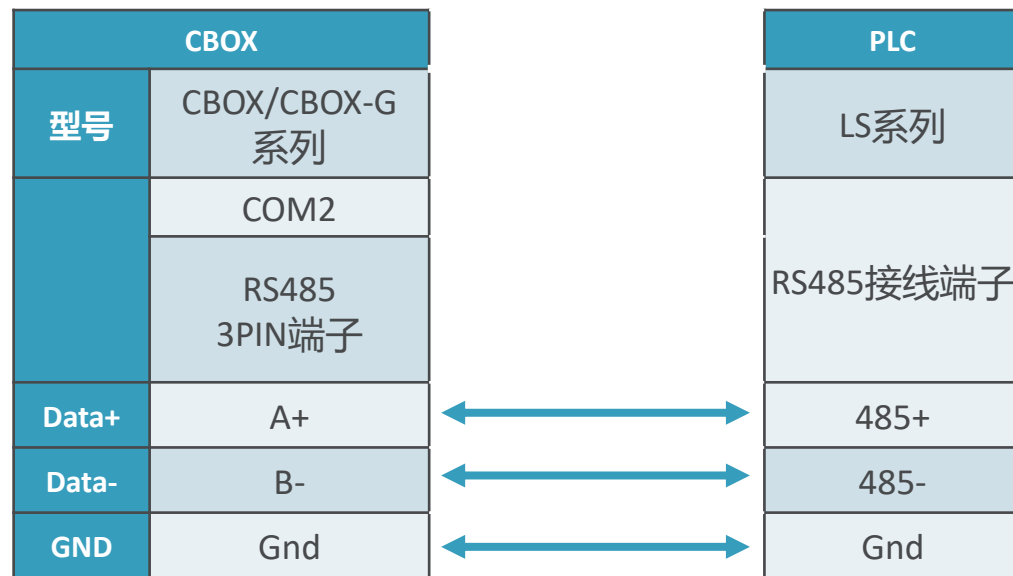 CBOX
PLC
型号
CBOX/CBOX-G
系列
LS系列
COM2
RS485
3PIN端子
RS485接线端子
Data+
A+
485+
Data-
B-
485-
GND
Gnd
Gnd